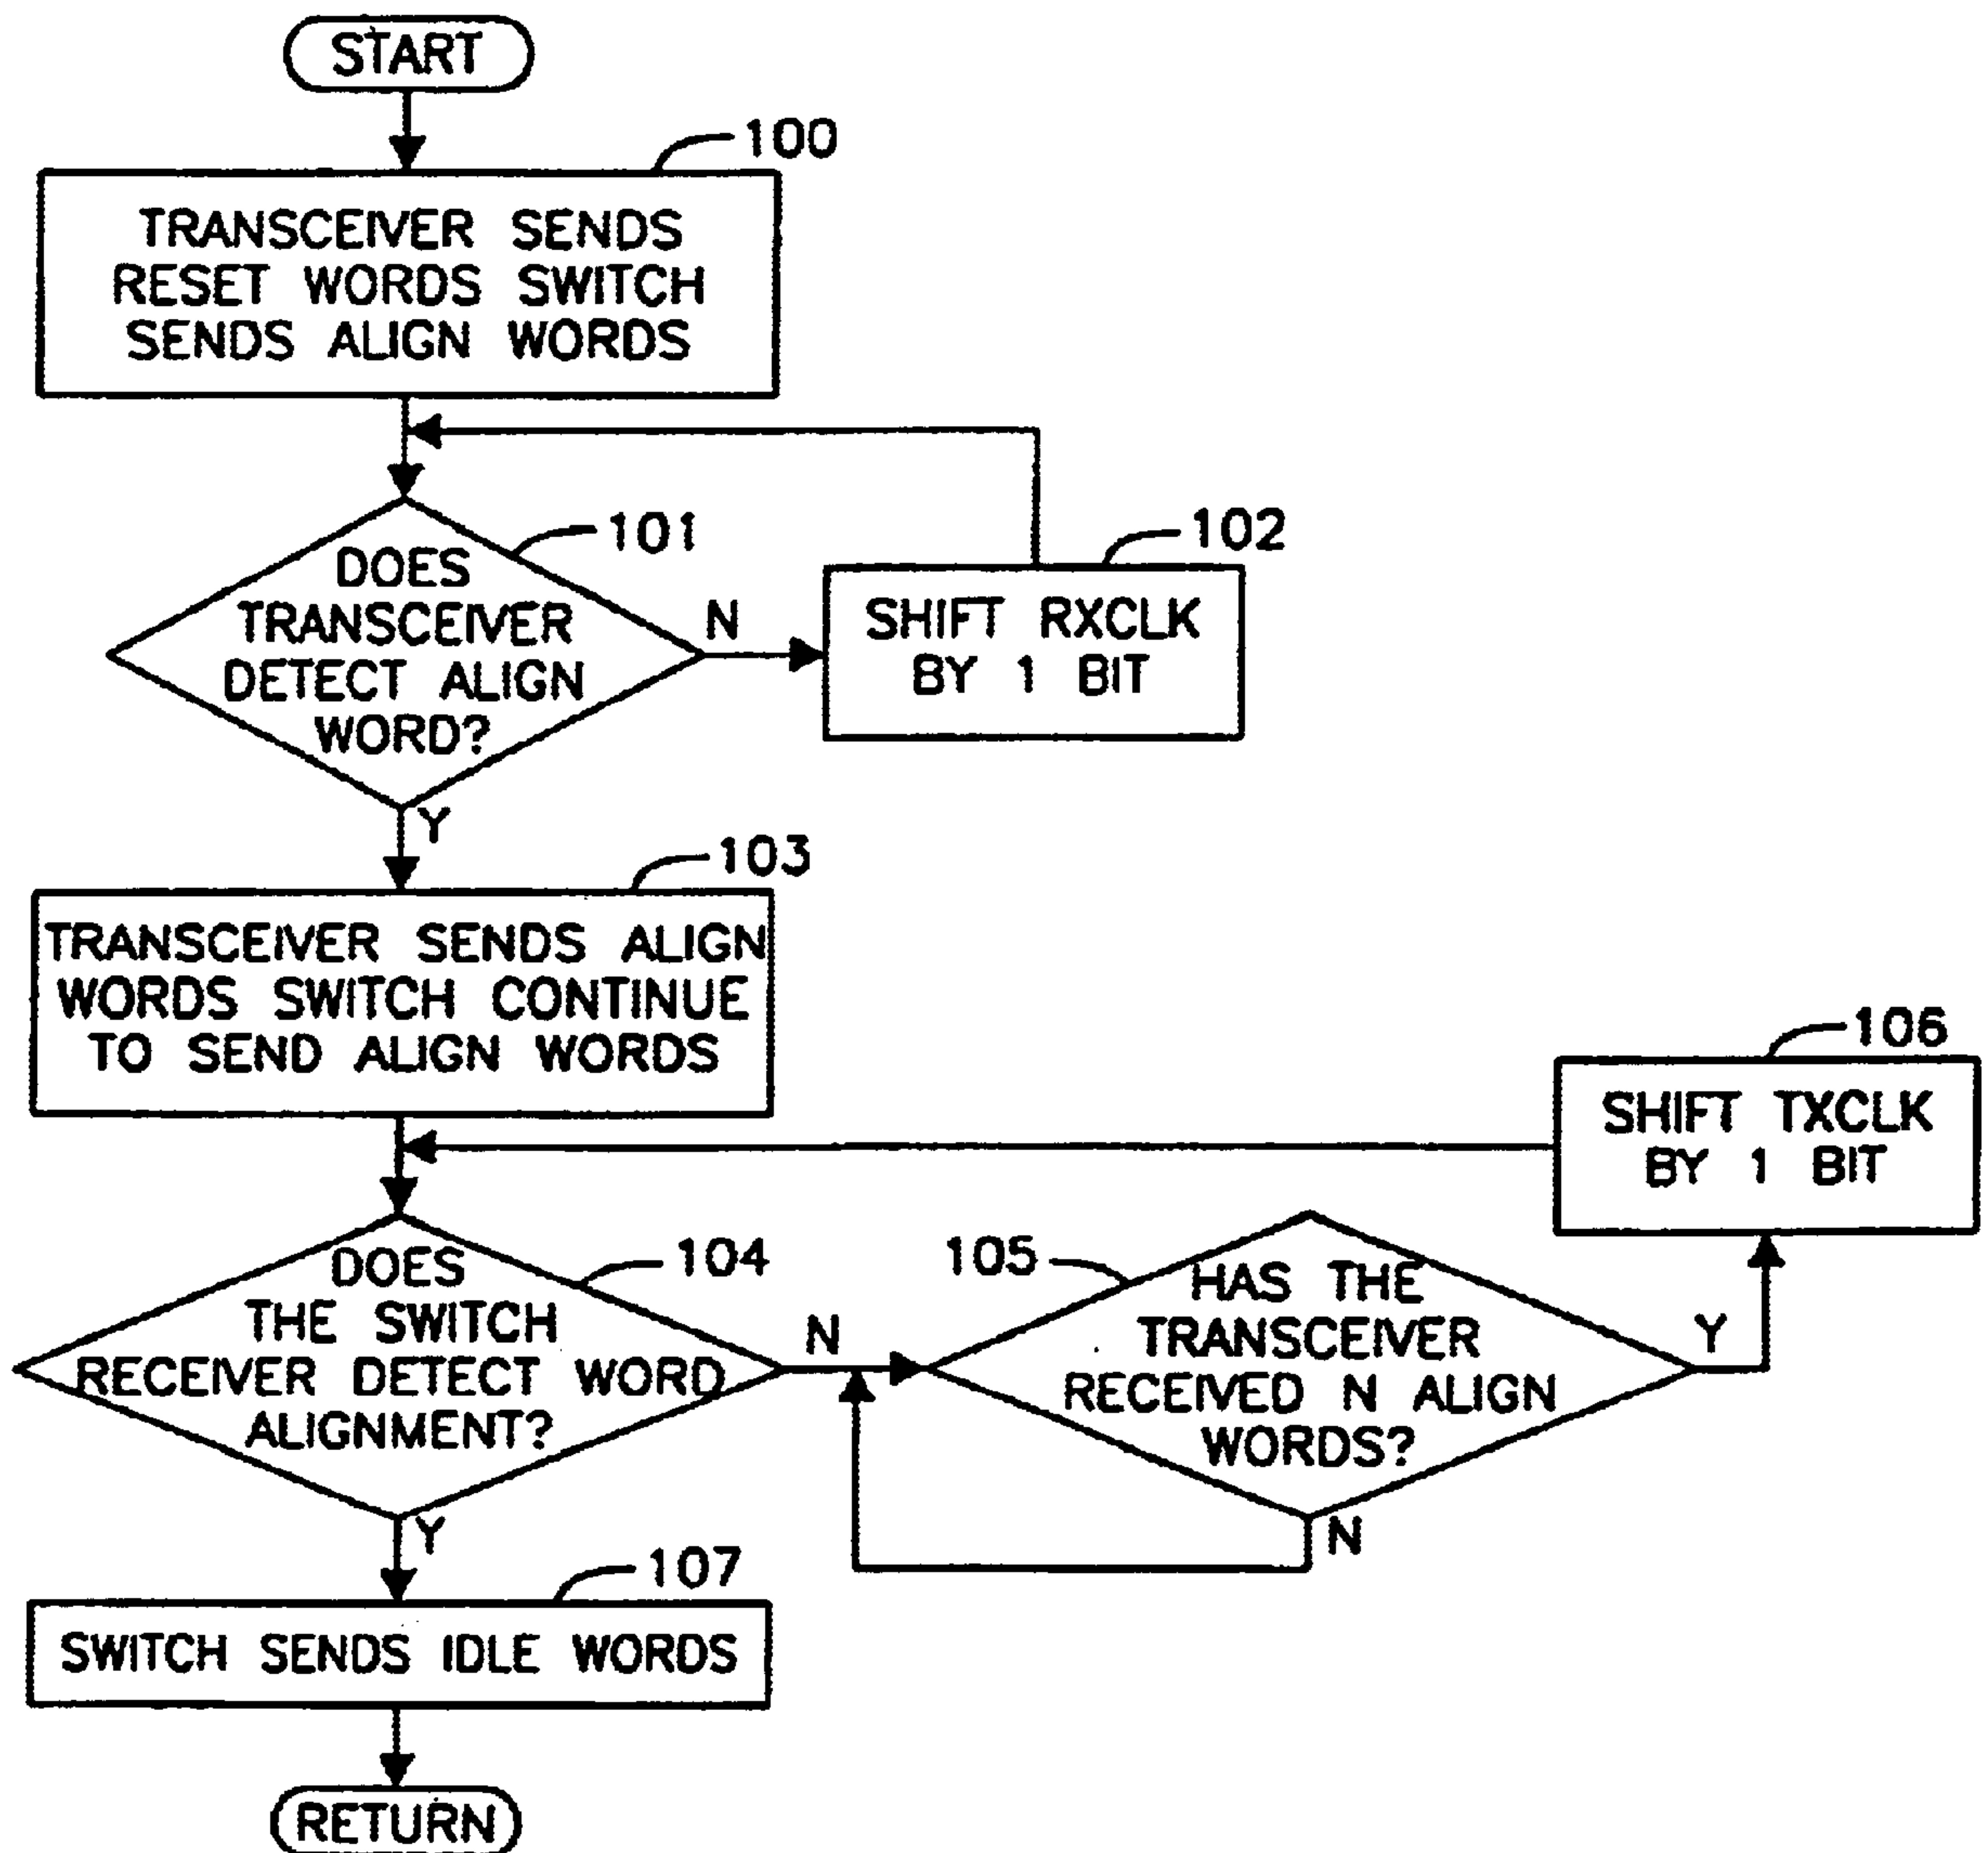 START
100
TRANSCEIVER SENDS
RESET WORDS SWITCH
SENDS ALIGN WORDS
101
DOES
TRANSCEIVER
DETECT ALIGN
WORD?
N
102
SHIFT RXCLK
BY 1 BIT
Y
103
TRANSCEIVER SENDS ALIGN
WORDS SWITCH CONTINUE
TO SEND ALIGN WORDS
106
SHIFT TXCLK
BY 1 BIT
104
DOES
THE SWITCH
RECEIVER DETECT WORD
ALIGNMENT?
N
105
HAS THE
TRANSCEIVER
RECEIVED N ALIGN
WORDS?
Y
N
Y
107
SWITCH SENDS IDLE WORDS
RETURN